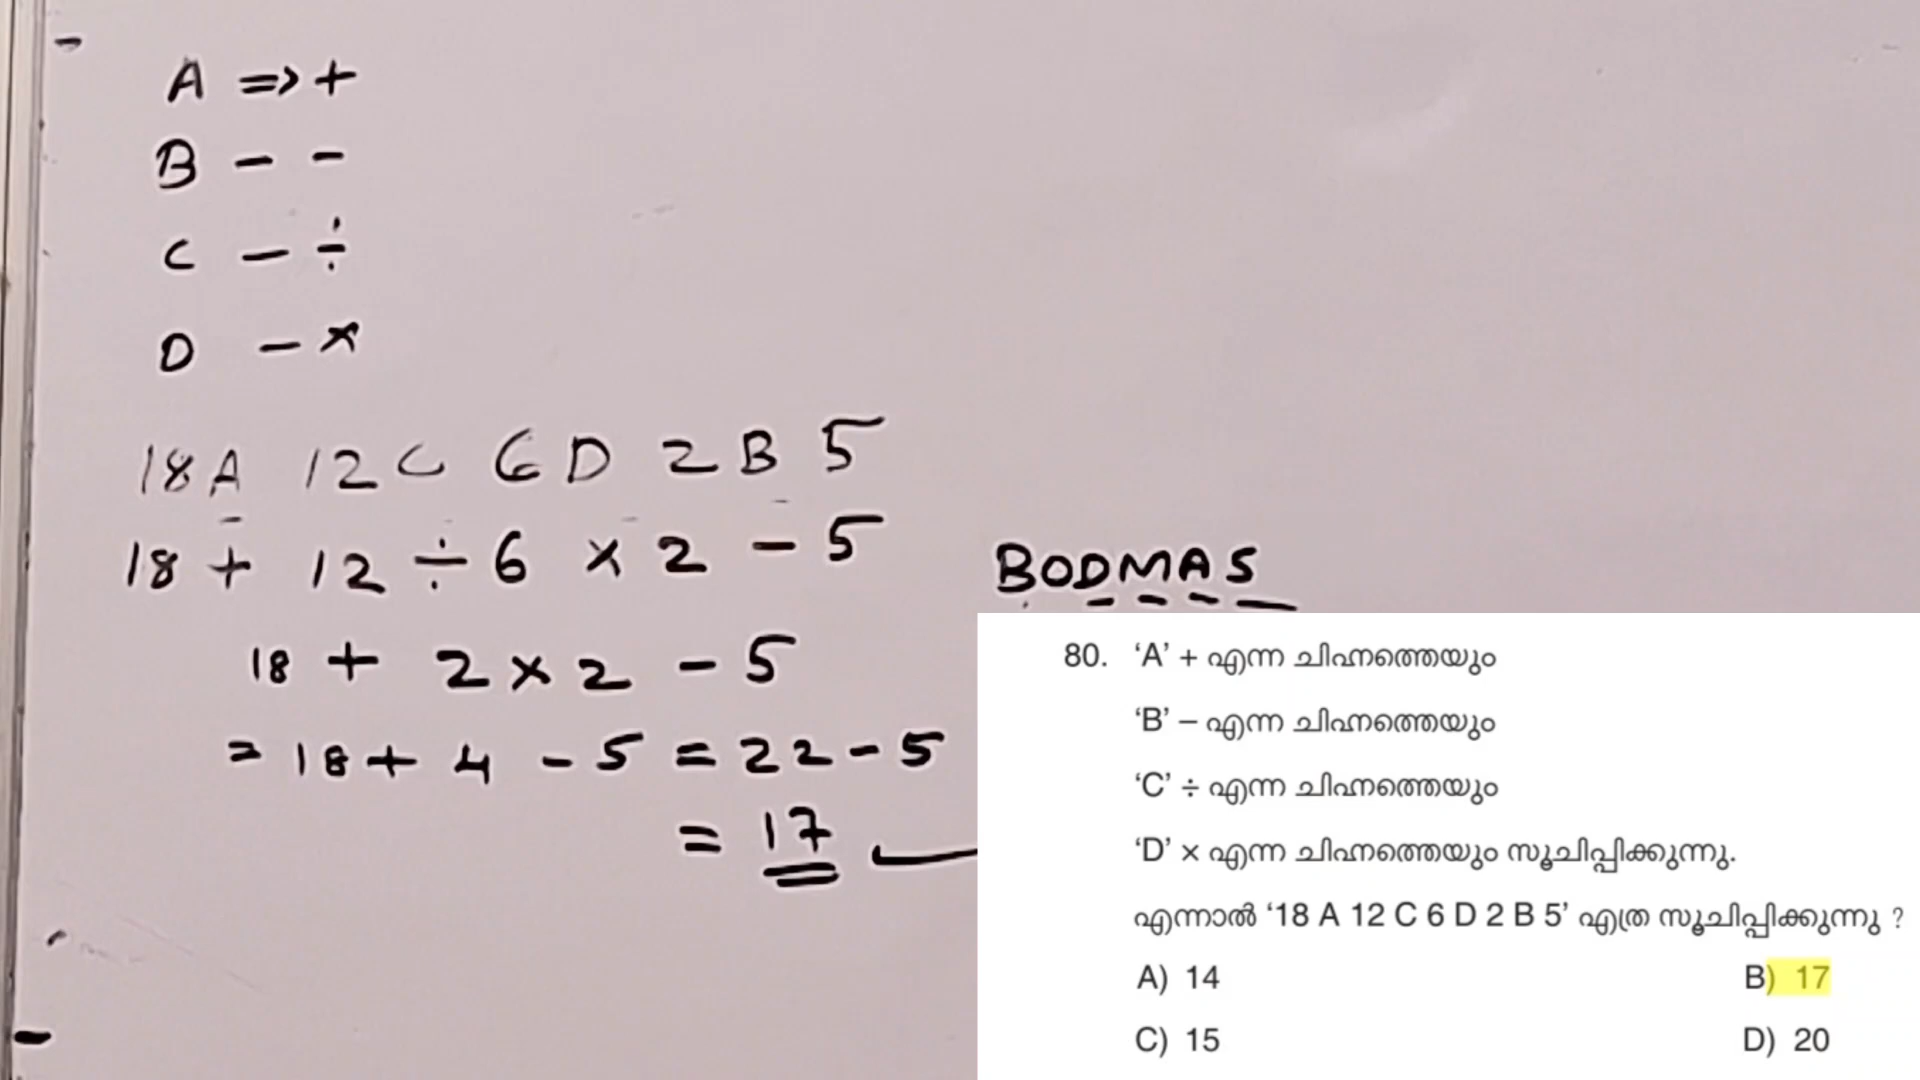 A => +
B - -
C - ÷
D - ×
18 A 12 C 6 D 2 B 5
18 + 12 ÷ 6 × 2 - 5
BODMAS
18 + 2 × 2 - 5
= 18 + 4 - 5 = 22 - 5
= 17
80. ‘A’ + എന്ന ചിഹ്നത്തെയും
‘B’ – എന്ന ചിഹ്നത്തെയും
‘C’ ÷ എന്ന ചിഹ്നത്തെയും
‘D’ × എന്ന ചിഹ്നത്തെയും സൂചിപ്പിക്കുന്നു.
എന്നാൽ ‘18 A 12 C 6 D 2 B 5’ എത്ര സൂചിപ്പിക്കുന്നു ?
A) 14 B) 17
C) 15 D) 20